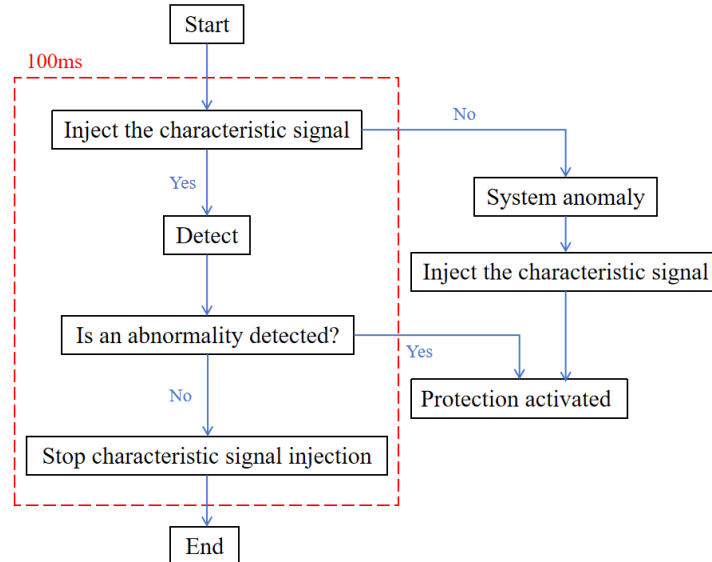 Start
100ms
Inject the characteristic signal
No
Yes
System anomaly
Detect
Inject the characteristic signal
Is an abnormality detected?
Yes
No
Protection activated
Stop characteristic signal injection
End